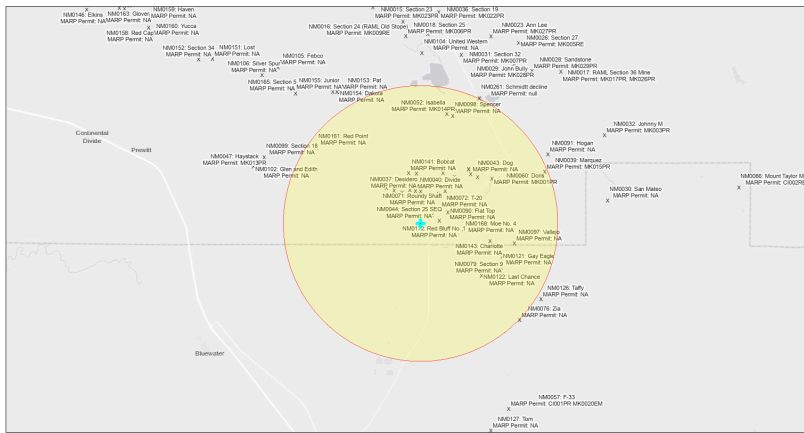 NM0159: Haven
MARP Permit: NA
NM0163: Glover
NM0146: Elkins
MARP Permit: NA
NM0160: Yucca
MARP Permit: NA
NM0158: Red Cap
MARP Permit: NA
NM0152: Section 34
MARP Permit: NA
NM0151: Lost
MARP Permit: NA
NM0105: Febco
MARP Permit: NA
NM0106: Silver Spur
MARP Permit: NA
NM0165: Section 5
MARP Permit: NA
NM0155: Junior
MARP Permit: NA
NM0153: Pat
MARP Permit: NA
NM0154: Dakota
MARP Permit: NA
NM0015: Section 23
MARP Permit: MK023PR
NM0036: Section 19
MARP Permit: MK022PR
NM0016: Section 24 (RAML Old Stope)
MARP Permit: MK009RE
NM0018: Section 25
MARP Permit: MK006PR
NM0023: Ann Lee
MARP Permit: MK027PR
NM0026: Section 27
MARP Permit: MK005RE
NM0104: United Western
MARP Permit: NA
NM0031: Section 32
MARP Permit: MK007PR
NM0028: Sandstone
MARP Permit: MK029PR
NM0029: John Bully
MARP Permit: MK028PR
NM0017: RAML Section 36 Mine
MARP Permit: MK017PR, MK026PR
NM0261: Schmidt decline
MARP Permit: null
NM0052: Isabella
MARP Permit: MK014PR
NM0098: Spencer
MARP Permit: NA
NM0032: Johnny M
MARP Permit: MK003PR
Continental
Divide
Prewitt
NM0161: Red Point
MARP Permit: NA
NM0099: Section 18
MARP Permit: NA
NM0047: Haystack
MARP Permit: MK013PR
NM0102: Glen and Edith
MARP Permit: NA
NM0091: Hogan
MARP Permit: NA
NM0039: Marquez
MARP Permit: MK015PR
NM0141: Bobcat
MARP Permit: NA
NM0043: Dog
MARP Permit: NA
NM0060: Doris
MARP Permit: MK001PR
NM0037: Desidero
MARP Permit: NA
NM0040: Divide
MARP Permit: NA
NM0066: Mount Taylor M
MARP Permit: CI002RE
NM0030: San Mateo
MARP Permit: NA
NM0071: Roundy Shaft
MARP Permit: NA
NM0072: T-20
MARP Permit: NA
NM0044: Section 25 SEQ
MARP Permit: NA
NM0090: Flat Top
MARP Permit: NA
NM0168: Moe No. 4
MARP Permit: NA
Red Bluff No. 1
MARP Permit: NA
NM0097: Vallejo
MARP Permit: NA
NM0143: Charlotte
MARP Permit: NA
NM0121: Gay Eagle
MARP Permit: NA
NM0079: Section 9
MARP Permit: NA
NM0122: Last Chance
MARP Permit: NA
NM0126: Taffy
MARP Permit: NA
NM0076: Zia
MARP Permit: NA
Bluewater
NM0057: F-33
MARP Permit: CI001PR MK0020EM
NM0127: Tom
MARP Permit: NA